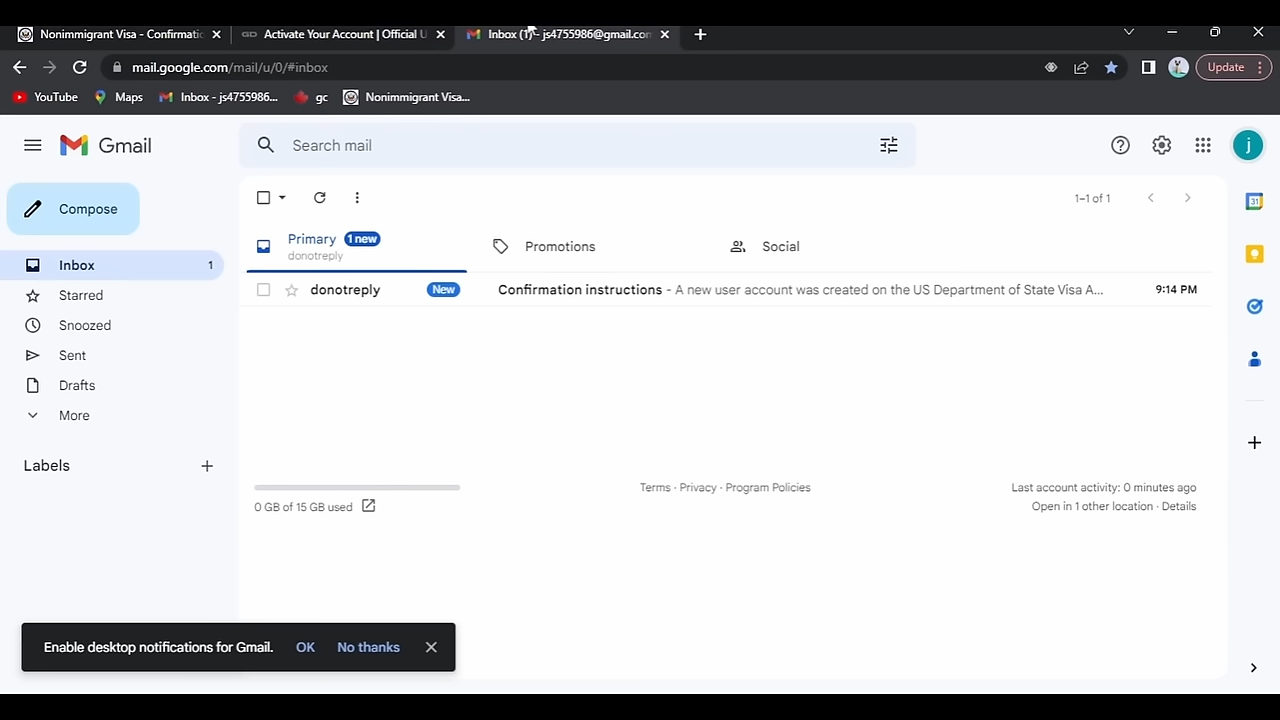 Nonimmigrant Visa - Confirmatic
Activate Your Account | Official U
Inbox (1) - js4755986@gmail.com
mail.google.com/mail/u/0/#inbox
Update
YouTube
Maps
Inbox - js4755986...
gc
Nonimmigrant Visa...
Gmail
Search mail
j
Compose
1–1 of 1
31
Primary 1 new
donotreply
Promotions
Social
Inbox 1
donotreply New Confirmation instructions - A new user account was created on the US Department of State Visa A... 9:14 PM
Starred
Snoozed
Sent
Drafts
More
Labels
0 GB of 15 GB used
Terms · Privacy · Program Policies
Last account activity: 0 minutes ago
Open in 1 other location · Details
Enable desktop notifications for Gmail. OK No thanks